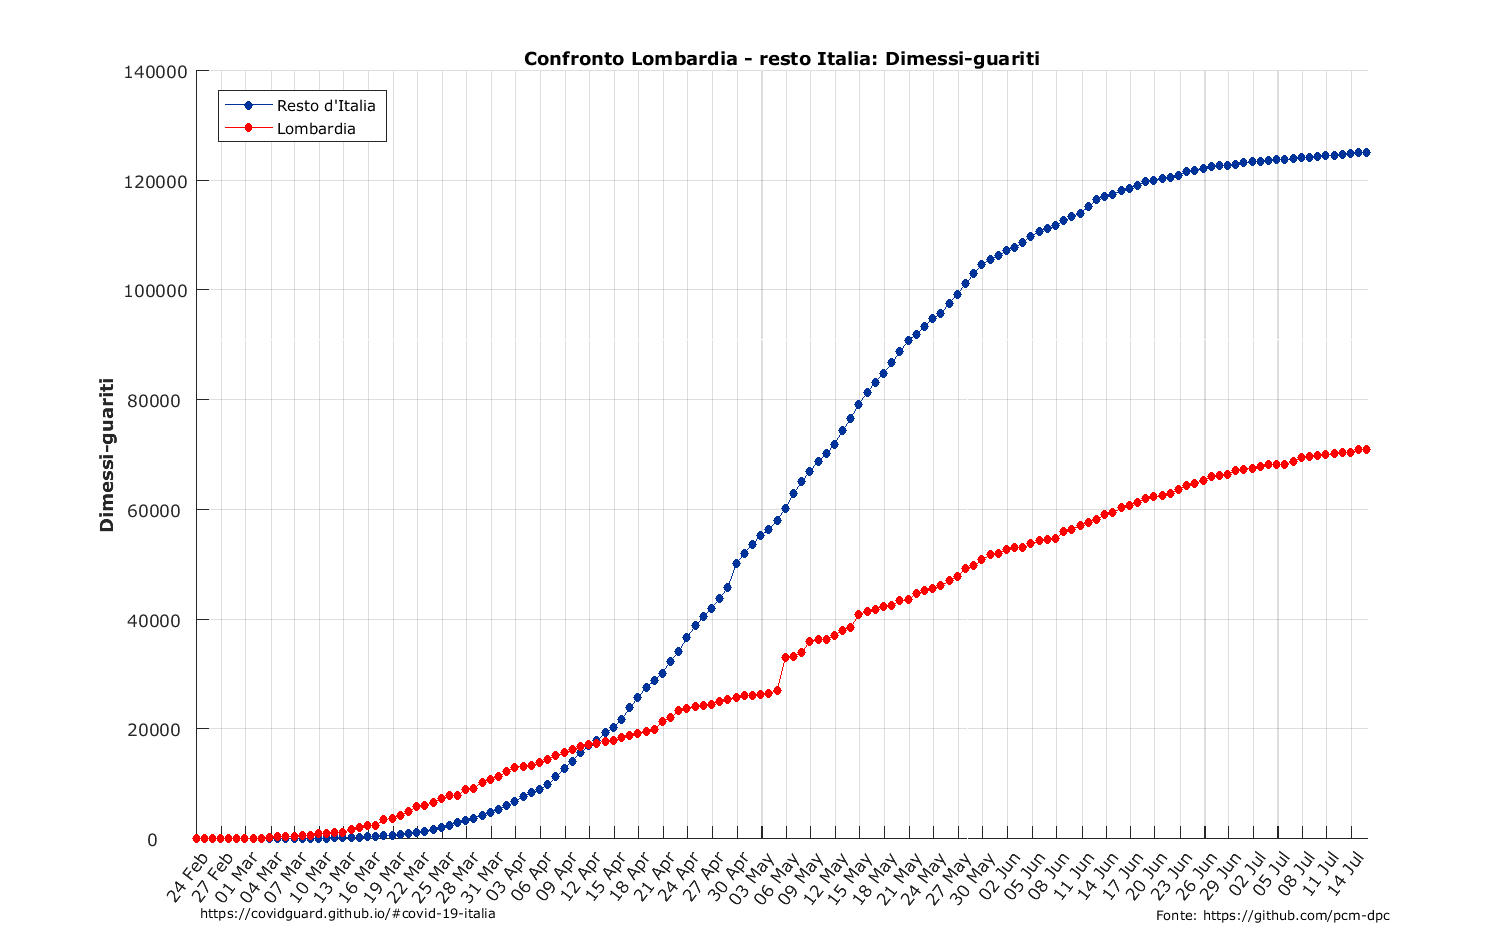 Confronto Lombardia - resto Italia: Dimessi-guariti
140000
120000
100000
80000
60000
40000
20000
0
Dimessi-guariti
Resto d'Italia
Lombardia
24 Feb
27 Feb
01 Mar
04 Mar
07 Mar
10 Mar
13 Mar
16 Mar
19 Mar
22 Mar
25 Mar
28 Mar
31 Mar
03 Apr
06 Apr
09 Apr
12 Apr
15 Apr
18 Apr
21 Apr
24 Apr
27 Apr
30 Apr
03 May
06 May
09 May
12 May
15 May
18 May
21 May
24 May
27 May
30 May
02 Jun
05 Jun
08 Jun
11 Jun
14 Jun
17 Jun
20 Jun
23 Jun
26 Jun
29 Jun
02 Jul
05 Jul
08 Jul
11 Jul
14 Jul
https://covidguard.github.io/#covid-19-italia
Fonte: https://github.com/pcm-dpc